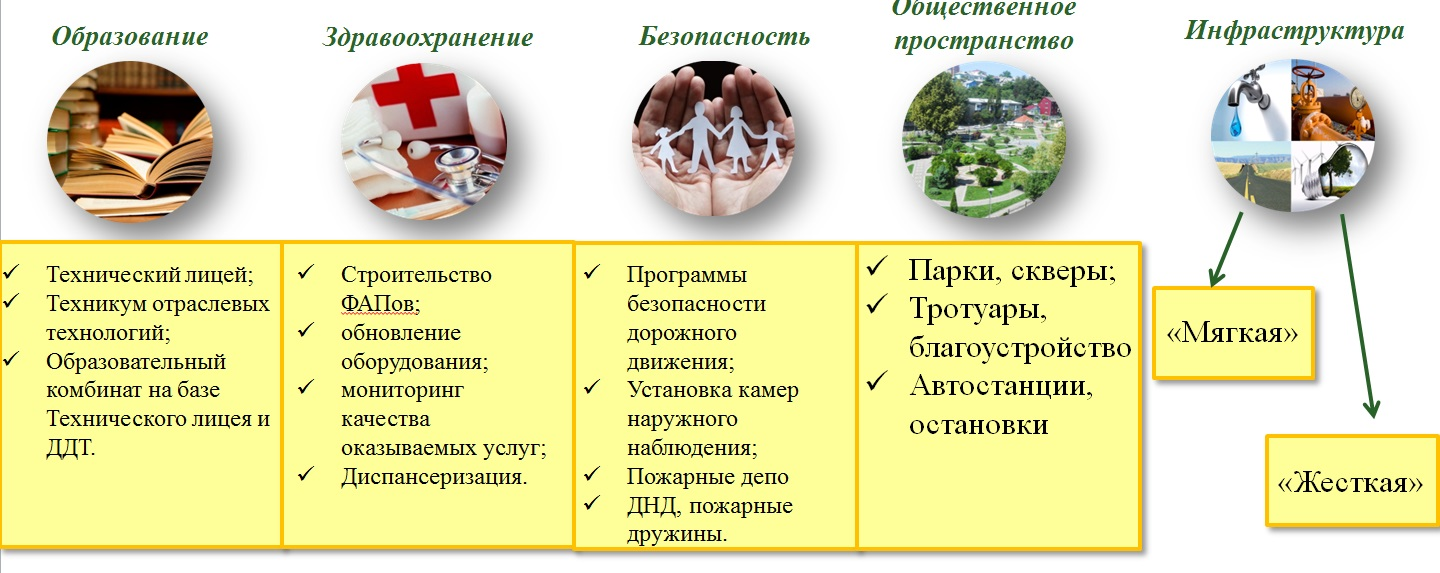 Образование
Здравоохранение
Безопасность
Общественное
пространство
Инфраструктура
Технический лицей;
Техникум отраслевых
технологий;
Образовательный
комбинат на базе
Технического лицея и
ДДТ.
Строительство
ФАПов;
обновление
оборудования;
мониторинг
качества
оказываемых услуг;
Диспансеризация.
Программы
безопасности
дорожного
движения;
Установка камер
наружного
наблюдения;
Пожарные депо
ДНД, пожарные
дружины.
Парки, скверы;
Тротуары,
благоустройство
Автостанции,
остановки
«Мягкая»
«Жесткая»